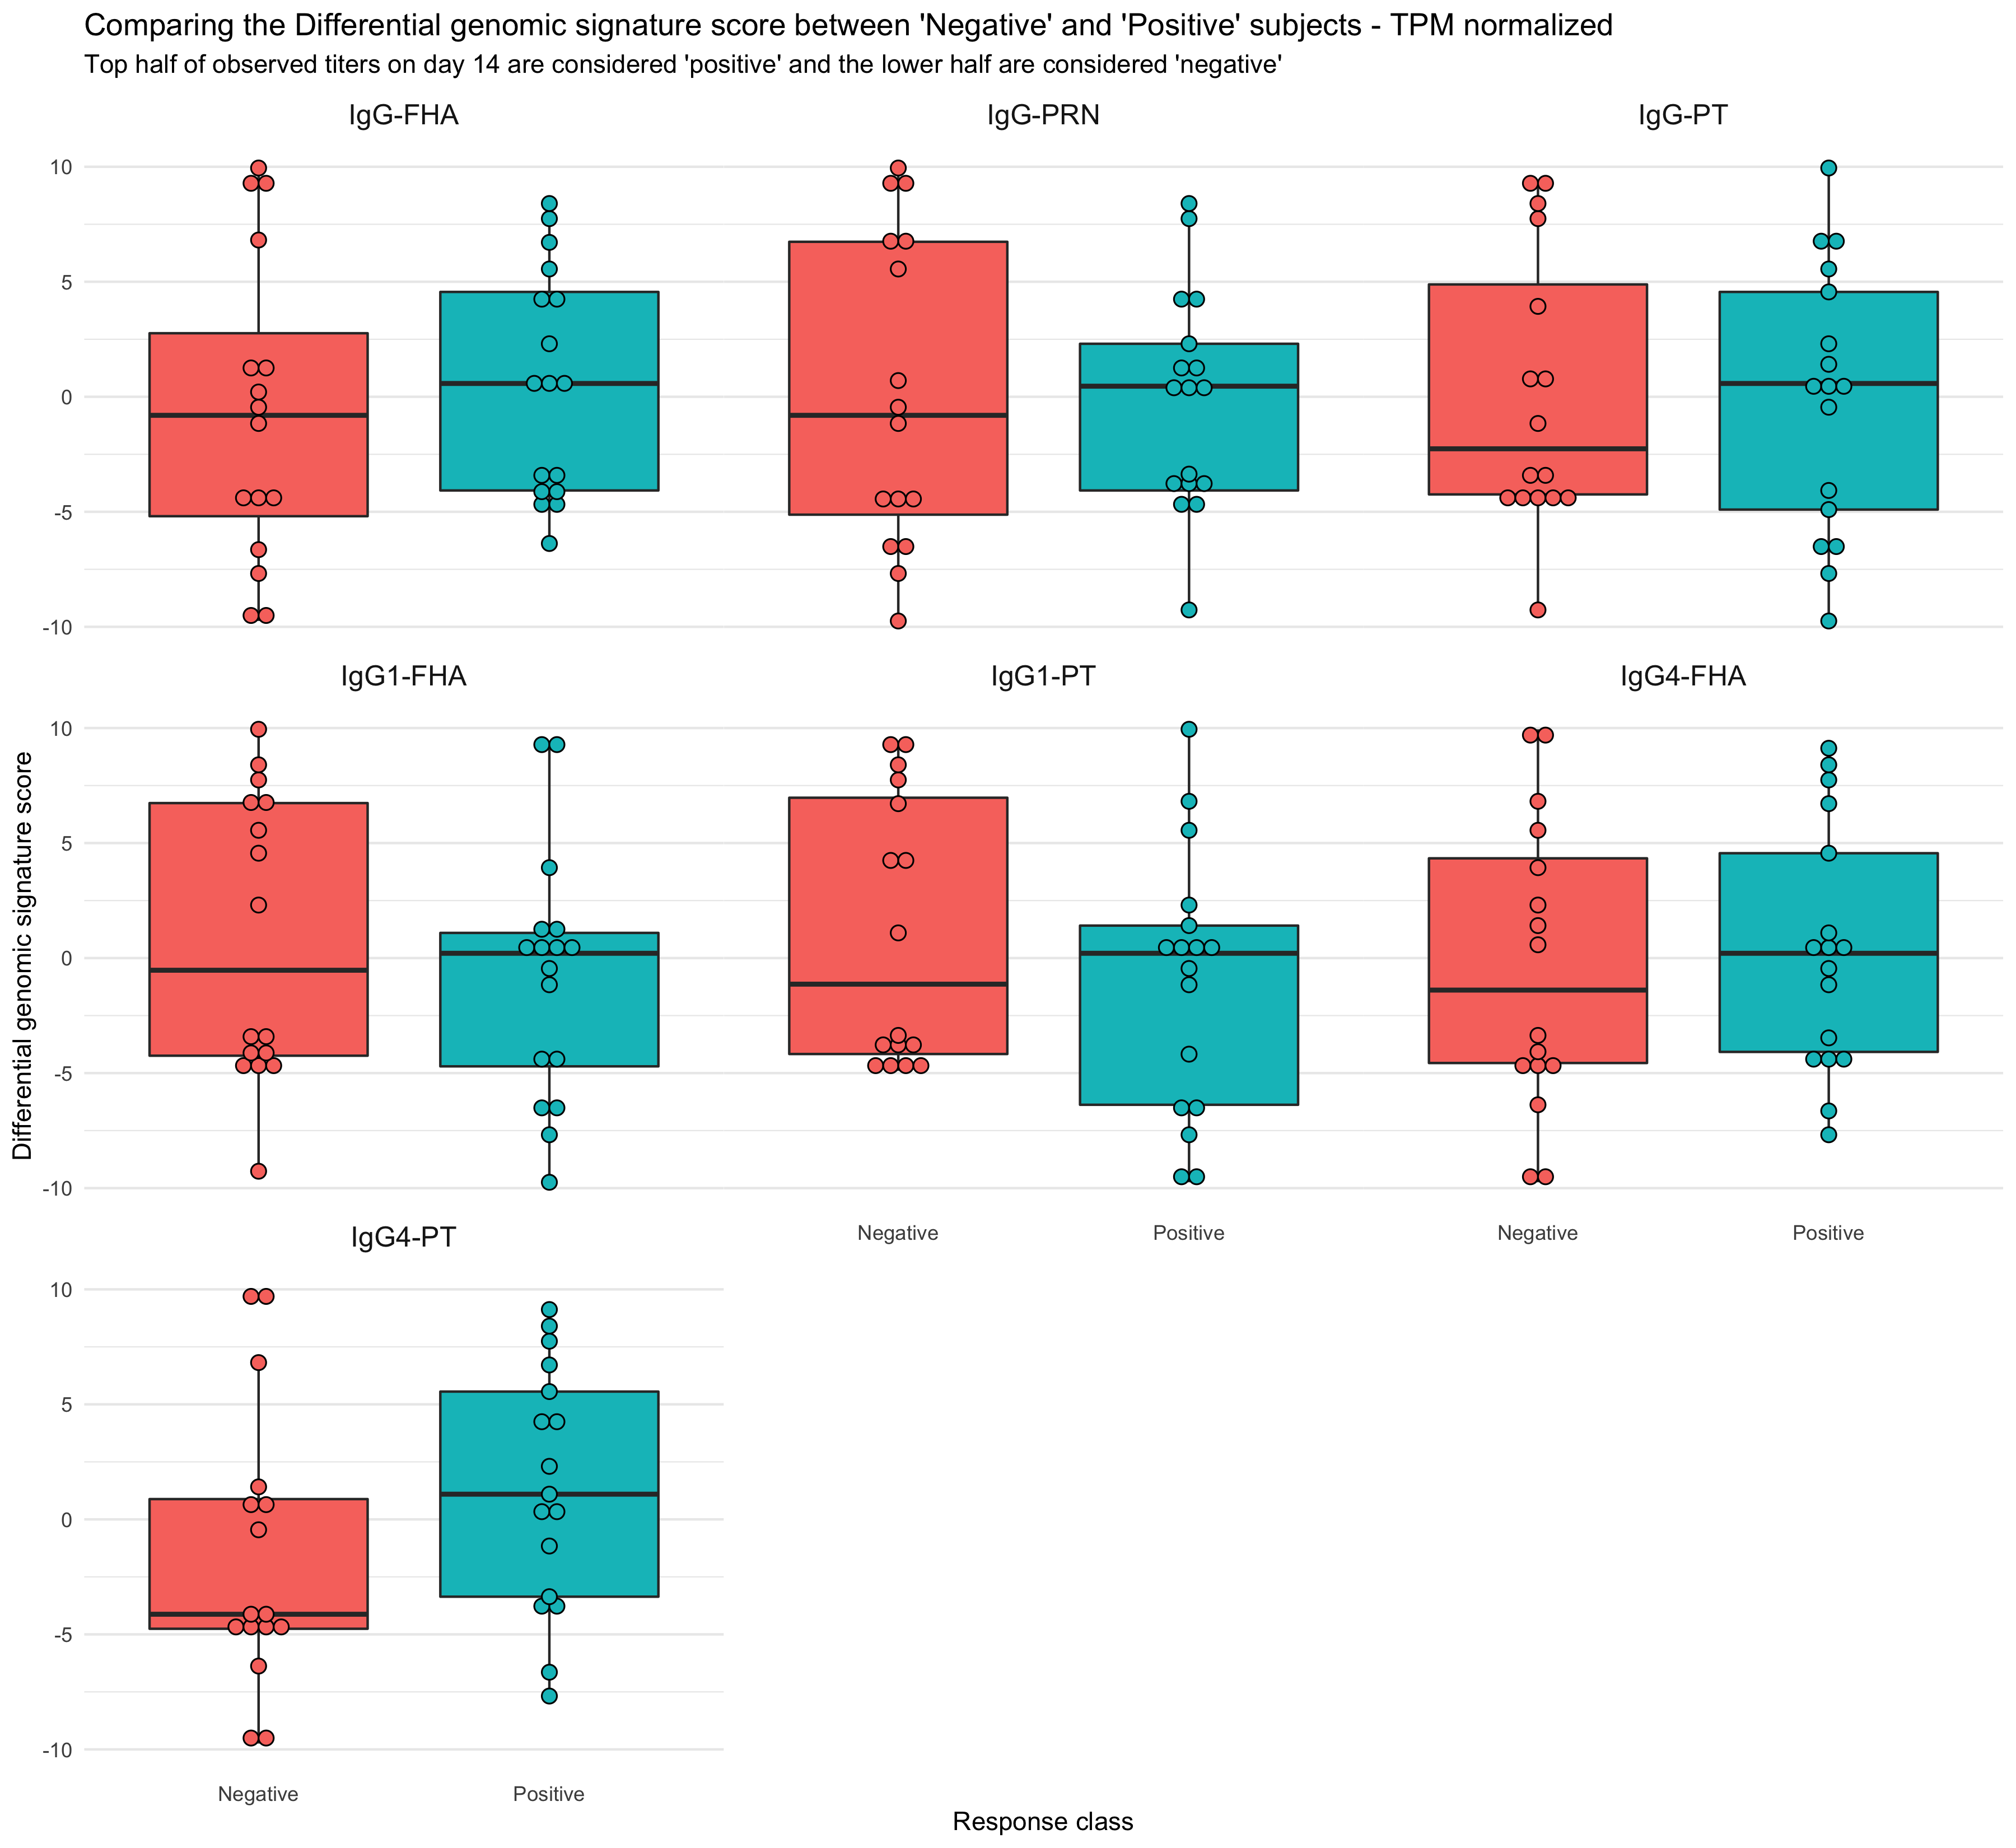 Comparing the Differential genomic signature score between 'Negative' and 'Positive' subjects - TPM normalized
Top half of observed titers on day 14 are considered 'positive' and the lower half are considered 'negative'
IgG-FHA
IgG-PRN
IgG-PT
10
5
0
-5
-10
IgG1-FHA
IgG1-PT
IgG4-FHA
10
5
0
-5
-10
Differential genomic signature score
Negative
Positive
Negative
Positive
IgG4-PT
10
5
0
-5
-10
Negative
Positive
Response class